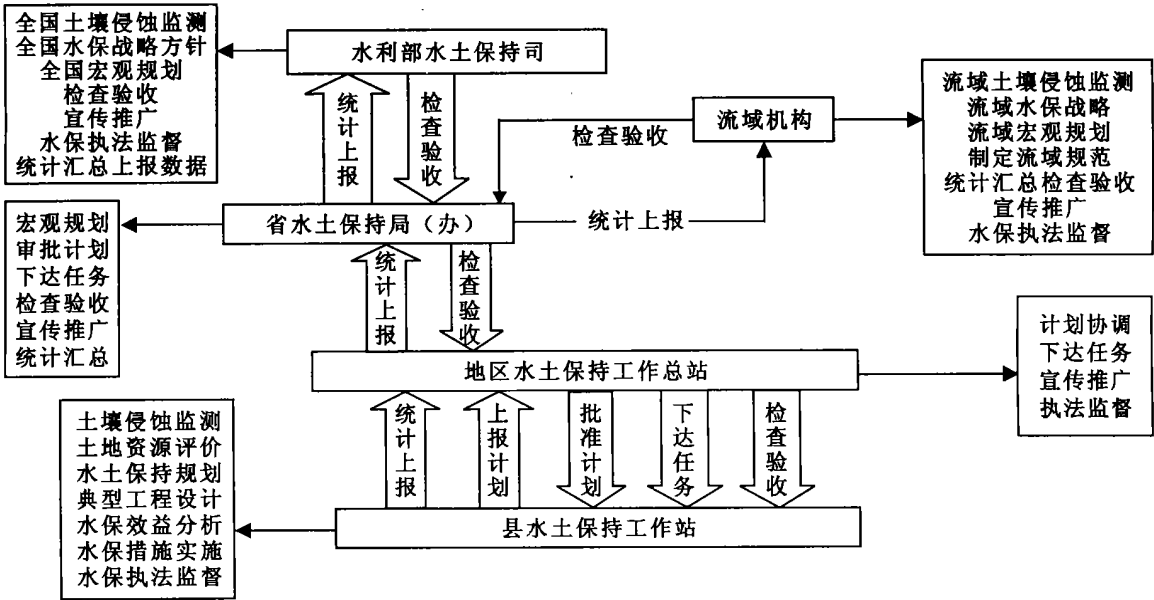 全国土壤侵蚀监测
全国水保战略方针
全国宏观规划
检查验收
宣传推广
水保执法监督
统计汇总上报数据
水利部水土保持司
统计上报
检查验收
流域机构
检查验收
统计上报
流域土壤侵蚀监测
流域水保战略
流域宏观规划
制定流域规范
统计汇总检查验收
宣传推广
水保执法监督
省水土保持局（办）
宏观规划
审批计划
下达任务
检查验收
宣传推广
统计汇总
统计上报
检查验收
地区水土保持工作总站
计划协调
下达任务
宣传推广
执法监督
统计上报
上报计划
批准计划
下达任务
检查验收
县水土保持工作站
土壤侵蚀监测
土地资源评价
水土保持规划
典型工程设计
水保效益分析
水保措施实施
水保执法监督